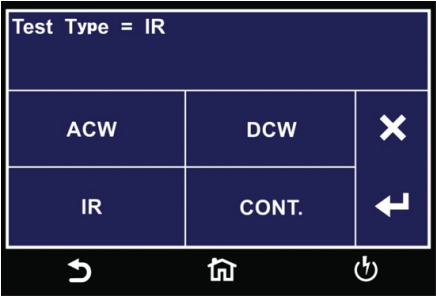 Test Type = IR
ACW
DCW
IR
CONT.